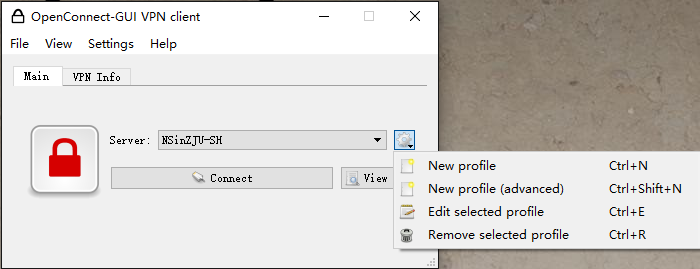 OpenConnect-GUI VPN client
File View Settings Help
Main VPN Info
Server: NSinZJU-SH
Connect View
New profile Ctrl+N
New profile (advanced) Ctrl+Shift+N
Edit selected profile Ctrl+E
Remove selected profile Ctrl+R